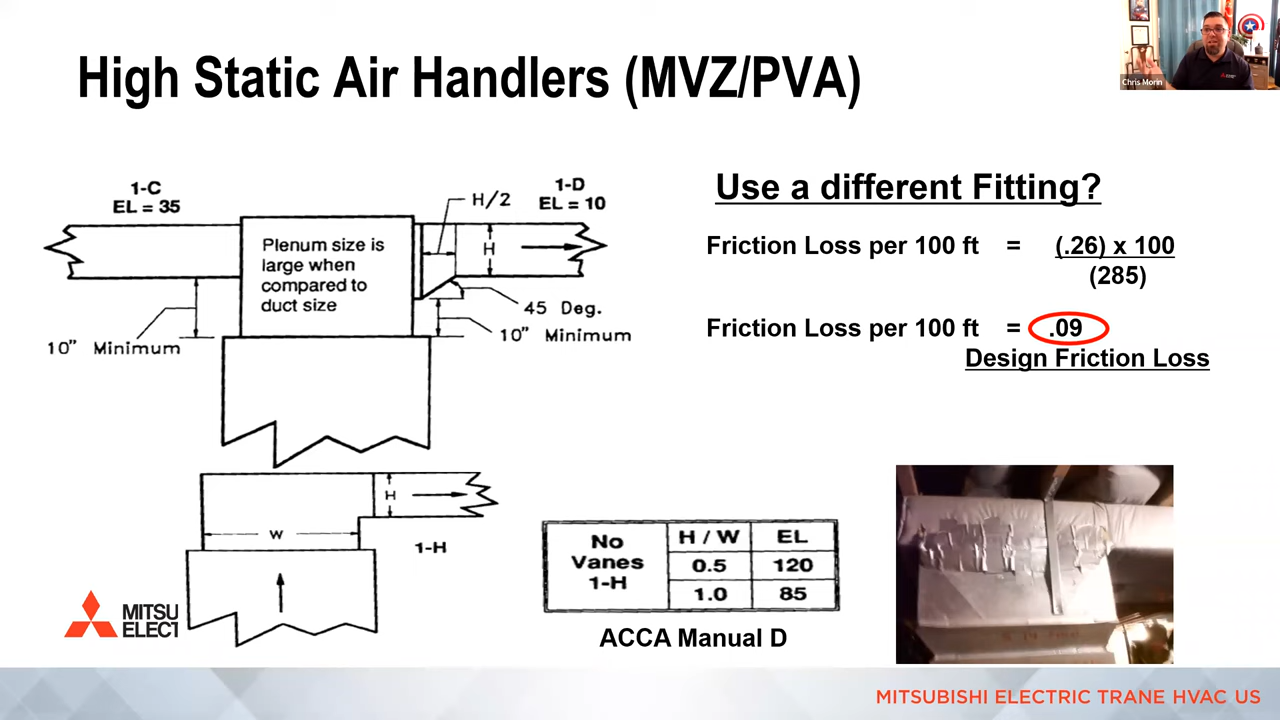 High Static Air Handlers (MVZ/PVA)
Chris Morin
1-C
EL = 35
Plenum size is
large when
compared to
duct size
10" Minimum
H/2
1-D
EL = 10
H
45 Deg.
10" Minimum
Use a different Fitting?
Friction Loss per 100 ft = (.26) x 100
(285)
Friction Loss per 100 ft = .09
Design Friction Loss
H
W
1-H
No
Vanes
1-H
H / W EL
0.5 120
1.0 85
ACCA Manual D
MITSU
ELECT
MITSUBISHI ELECTRIC TRANE HVAC US